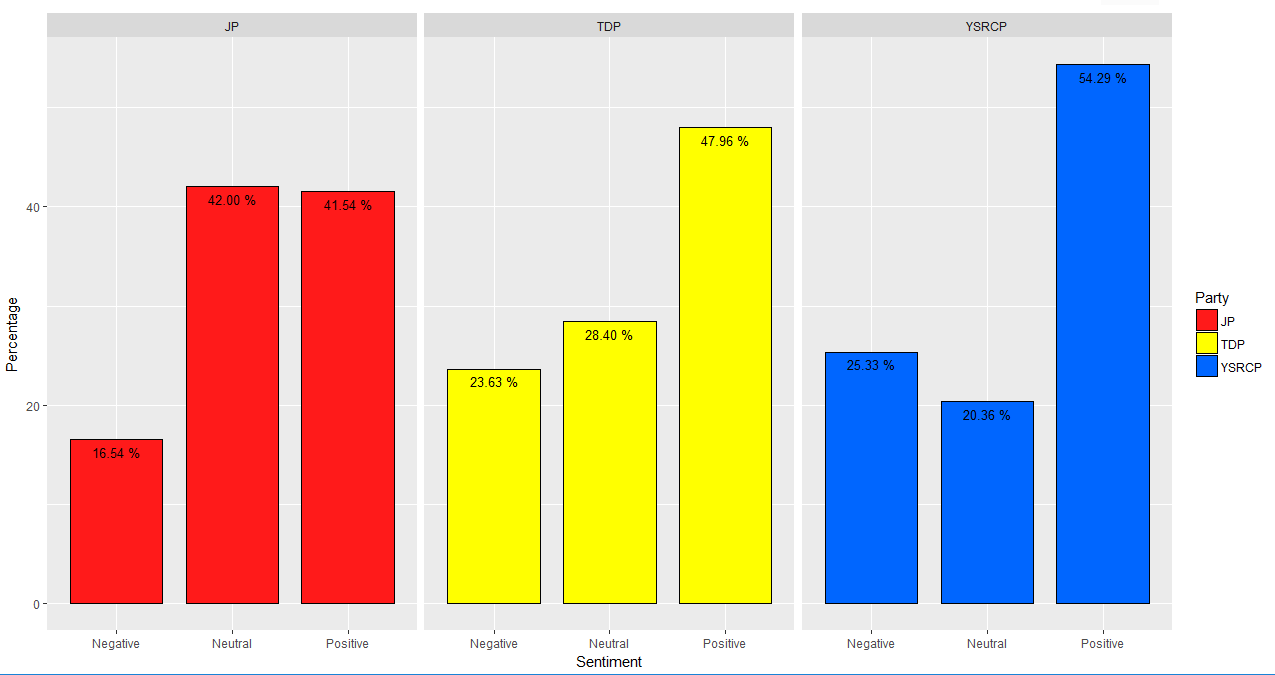 JP
TDP
YSRCP
54.29 %
47.96 %
42.00 %
41.54 %
28.40 %
25.33 %
23.63 %
20.36 %
16.54 %
40
20
0
Percentage
Negative
Neutral
Positive
Negative
Neutral
Positive
Negative
Neutral
Positive
Sentiment
Party
JP
TDP
YSRCP